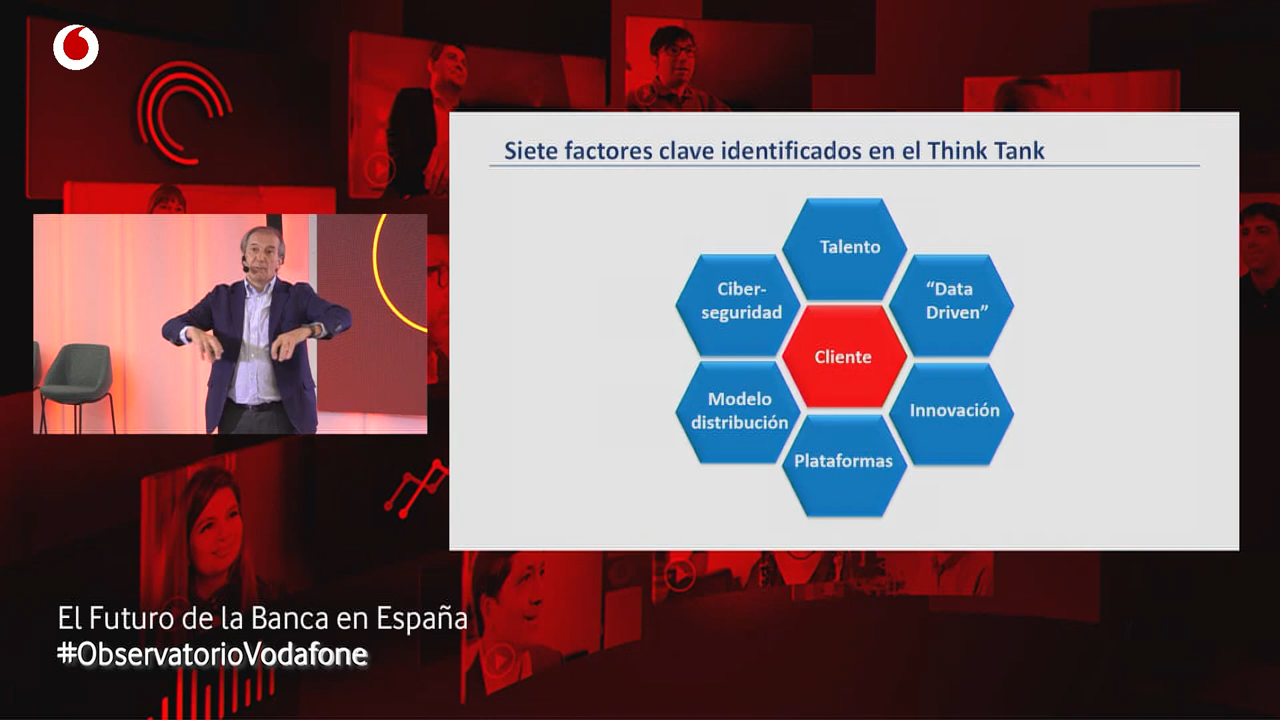 Siete factores clave identificados en el Think Tank
Talento
Ciber-
seguridad
“Data
Driven”
Cliente
Modelo
distribución
Innovación
Plataformas
El Futuro de la Banca en España
#ObservatorioVodafone